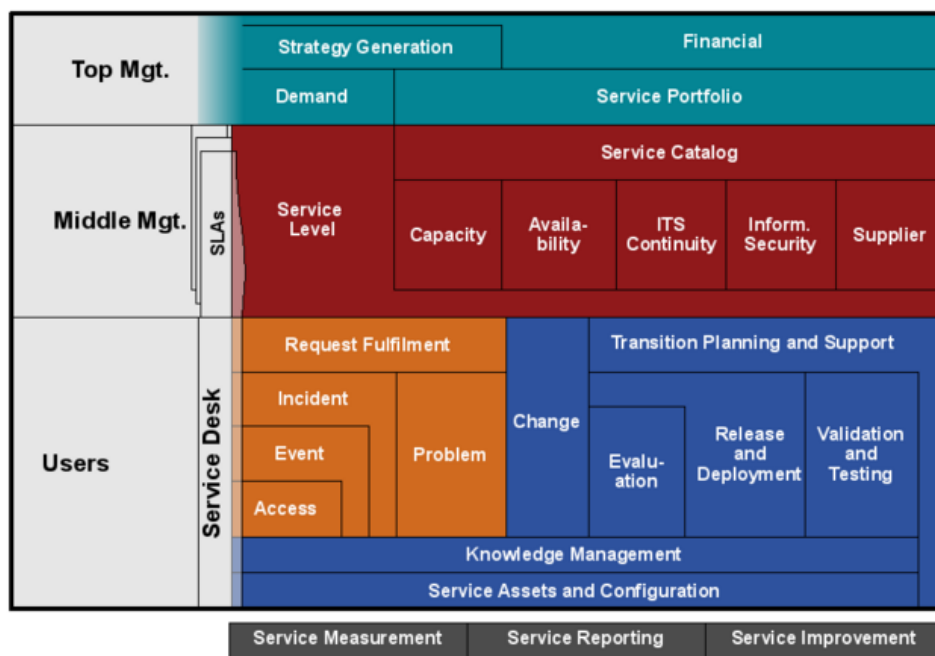 Top Mgt.
Strategy Generation
Financial
Demand
Service Portfolio
Middle Mgt.
SLAs
Service
Level
Service Catalog
Capacity
Availa-
bility
ITS
Continuity
Inform.
Security
Supplier
Users
Service Desk
Request Fulfilment
Incident
Event
Access
Problem
Change
Transition Planning and Support
Evalu-
ation
Release
and
Deployment
Validation
and
Testing
Knowledge Management
Service Assets and Configuration
Service Measurement
Service Reporting
Service Improvement